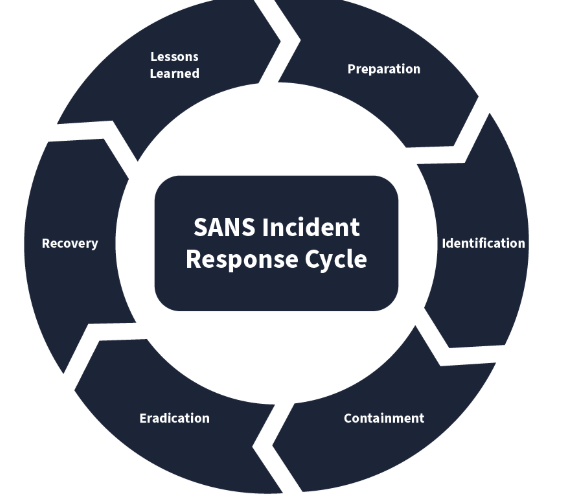 Lessons
Learned
Preparation
SANS Incident
Response Cycle
Recovery
Identification
Eradication
Containment